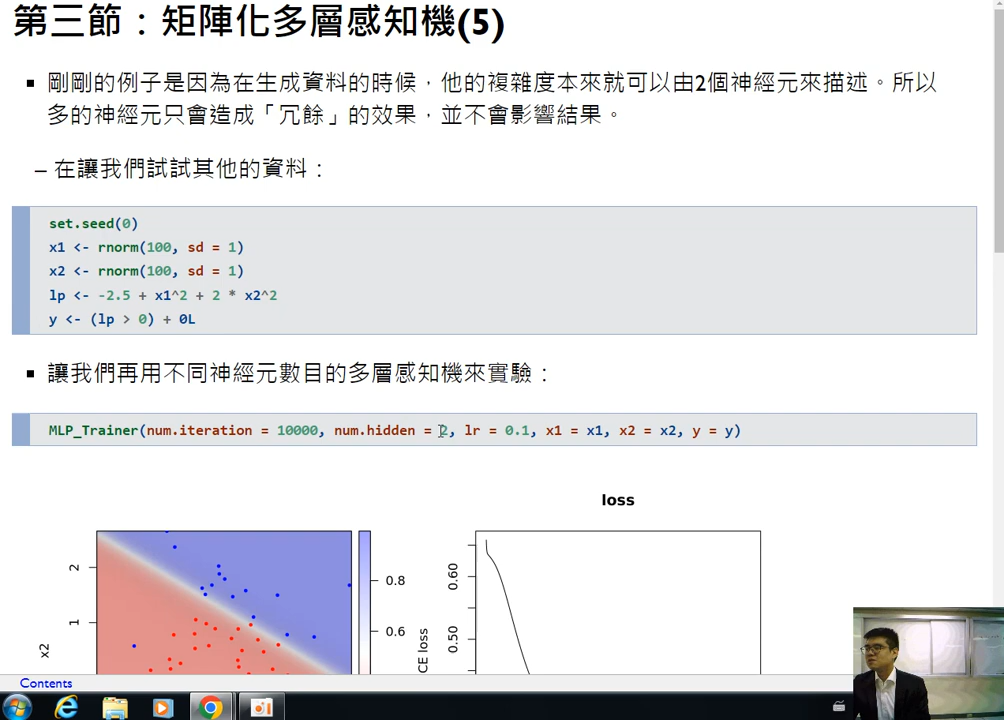 第三節：矩陣化多層感知機(5)
剛剛的例子是因為在生成資料的時候，他的複雜度本來就可以由2個神經元來描述。所以
多的神經元只會造成「冗餘」的效果，並不會影響結果。
– 在讓我們試試其他的資料：
set.seed(0)
x1 <- rnorm(100, sd = 1)
x2 <- rnorm(100, sd = 1)
lp <- -2.5 + x1^2 + 2 * x2^2
y <- (lp > 0) + 0L
讓我們再用不同神經元數目的多層感知機來實驗：
MLP_Trainer(num.iteration = 10000, num.hidden = 2, lr = 0.1, x1 = x1, x2 = x2, y = y)
loss
2
1
x2
0.8
0.6
0.60
0.50
CE loss
Contents